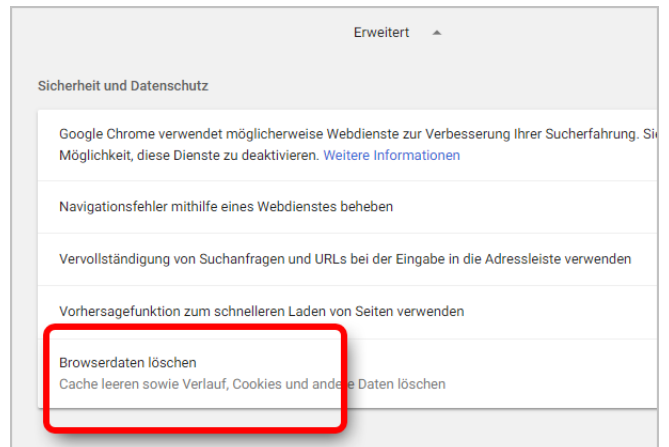 Erweitert
Sicherheit und Datenschutz
Google Chrome verwendet möglicherweise Webdienste zur Verbesserung Ihrer Sucherfahrung.
Möglichkeit, diese Dienste zu deaktivieren. Weitere Informationen
Navigationsfehler mithilfe eines Webdienstes beheben
Vervollständigung von Suchanfragen und URLs bei der Eingabe in die Adressleiste verwenden
Vorhersagefunktion zum schnelleren Laden von Seiten verwenden
Browserdaten löschen
Cache leeren sowie Verlauf, Cookies und andere Daten löschen